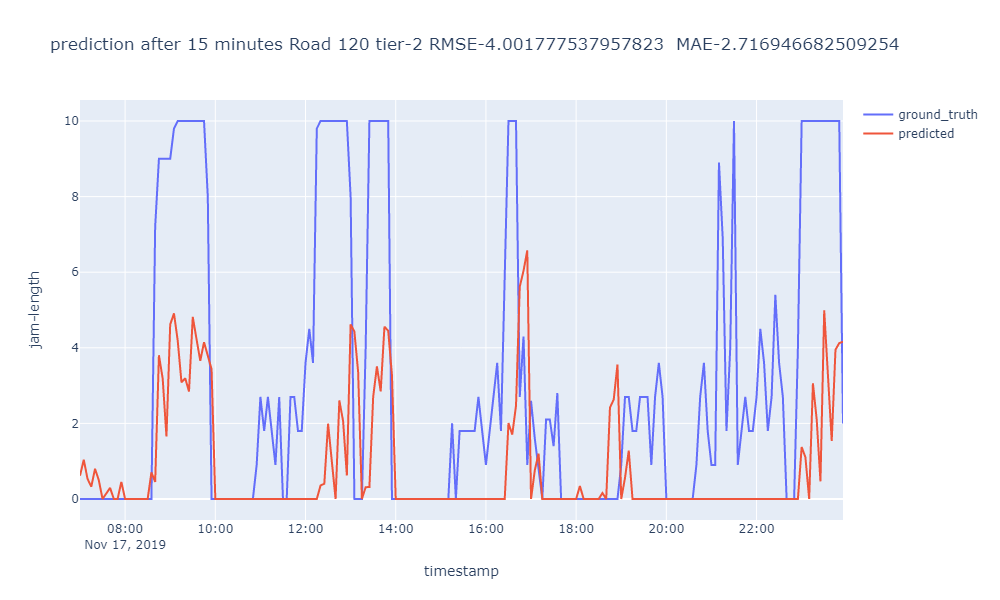 prediction after 15 minutes Road 120 tier-2 RMSE-4.001777537957823  MAE-2.716946682509254
ground_truth
predicted
10
8
6
4
2
0
jam-length
08:00 10:00 12:00 14:00 16:00 18:00 20:00 22:00
Nov 17, 2019
timestamp